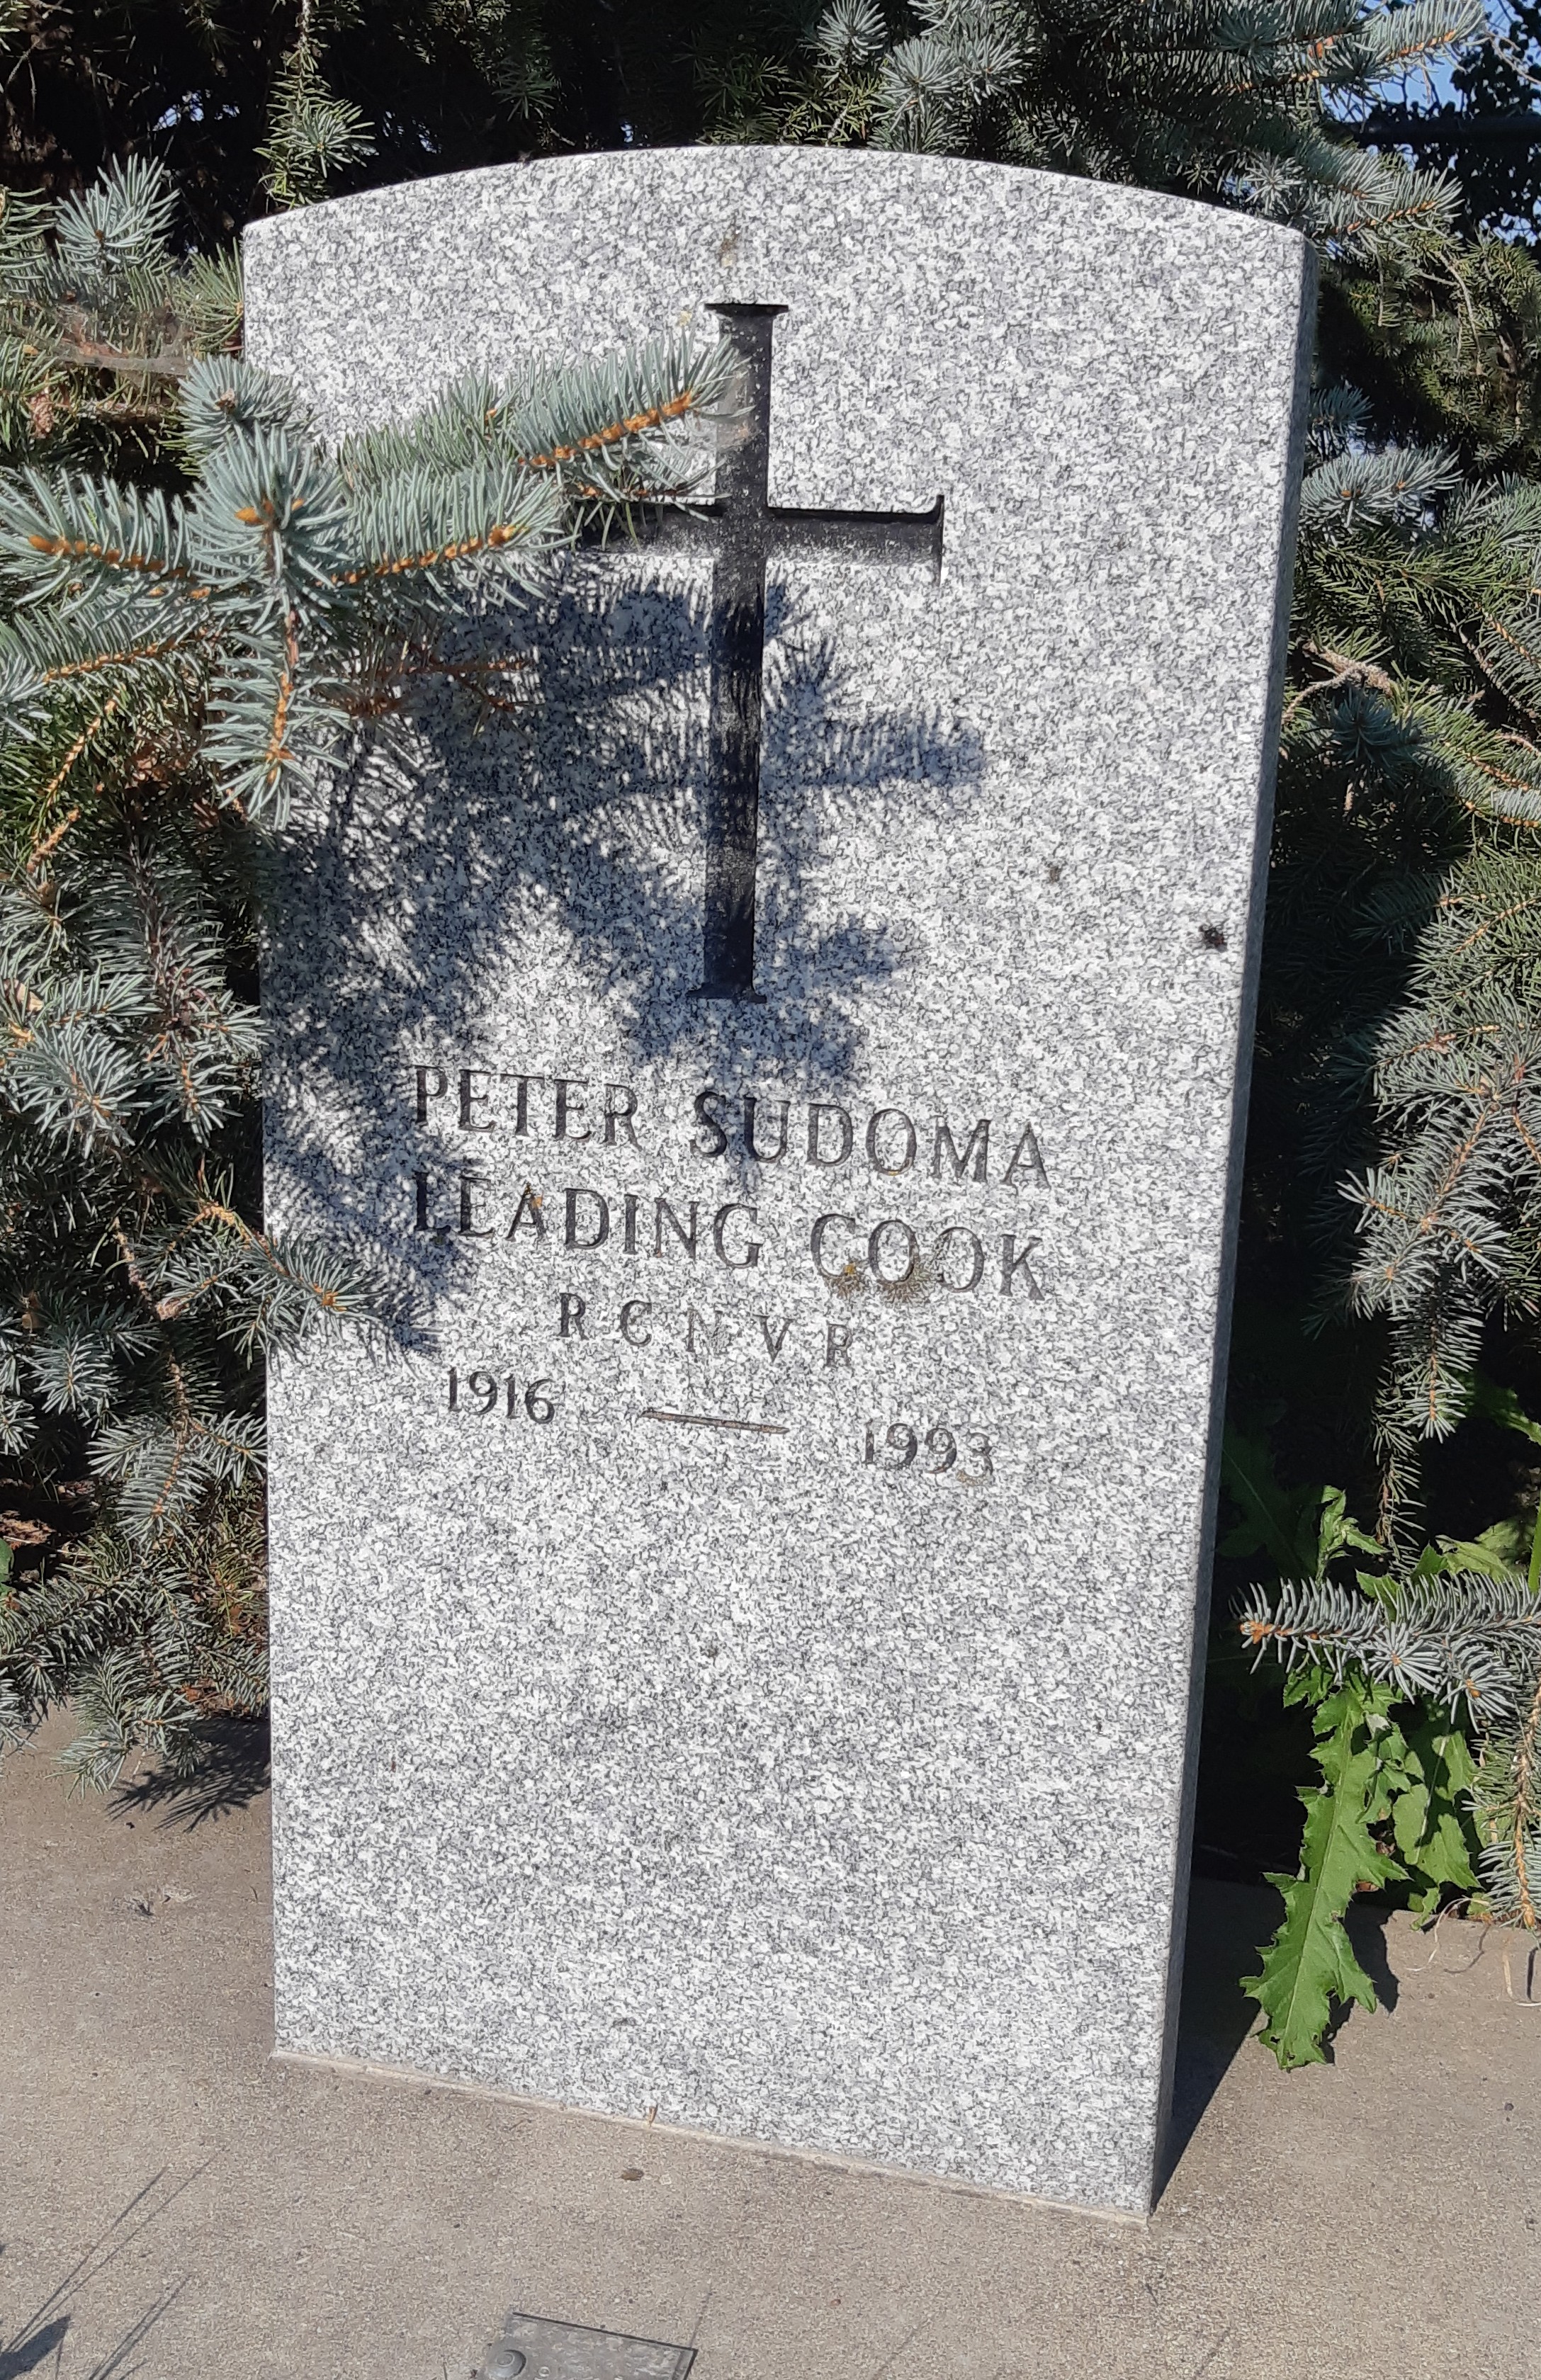 PETER SUDOMA
LEADING COOK
R C N V R
1916 — 1993